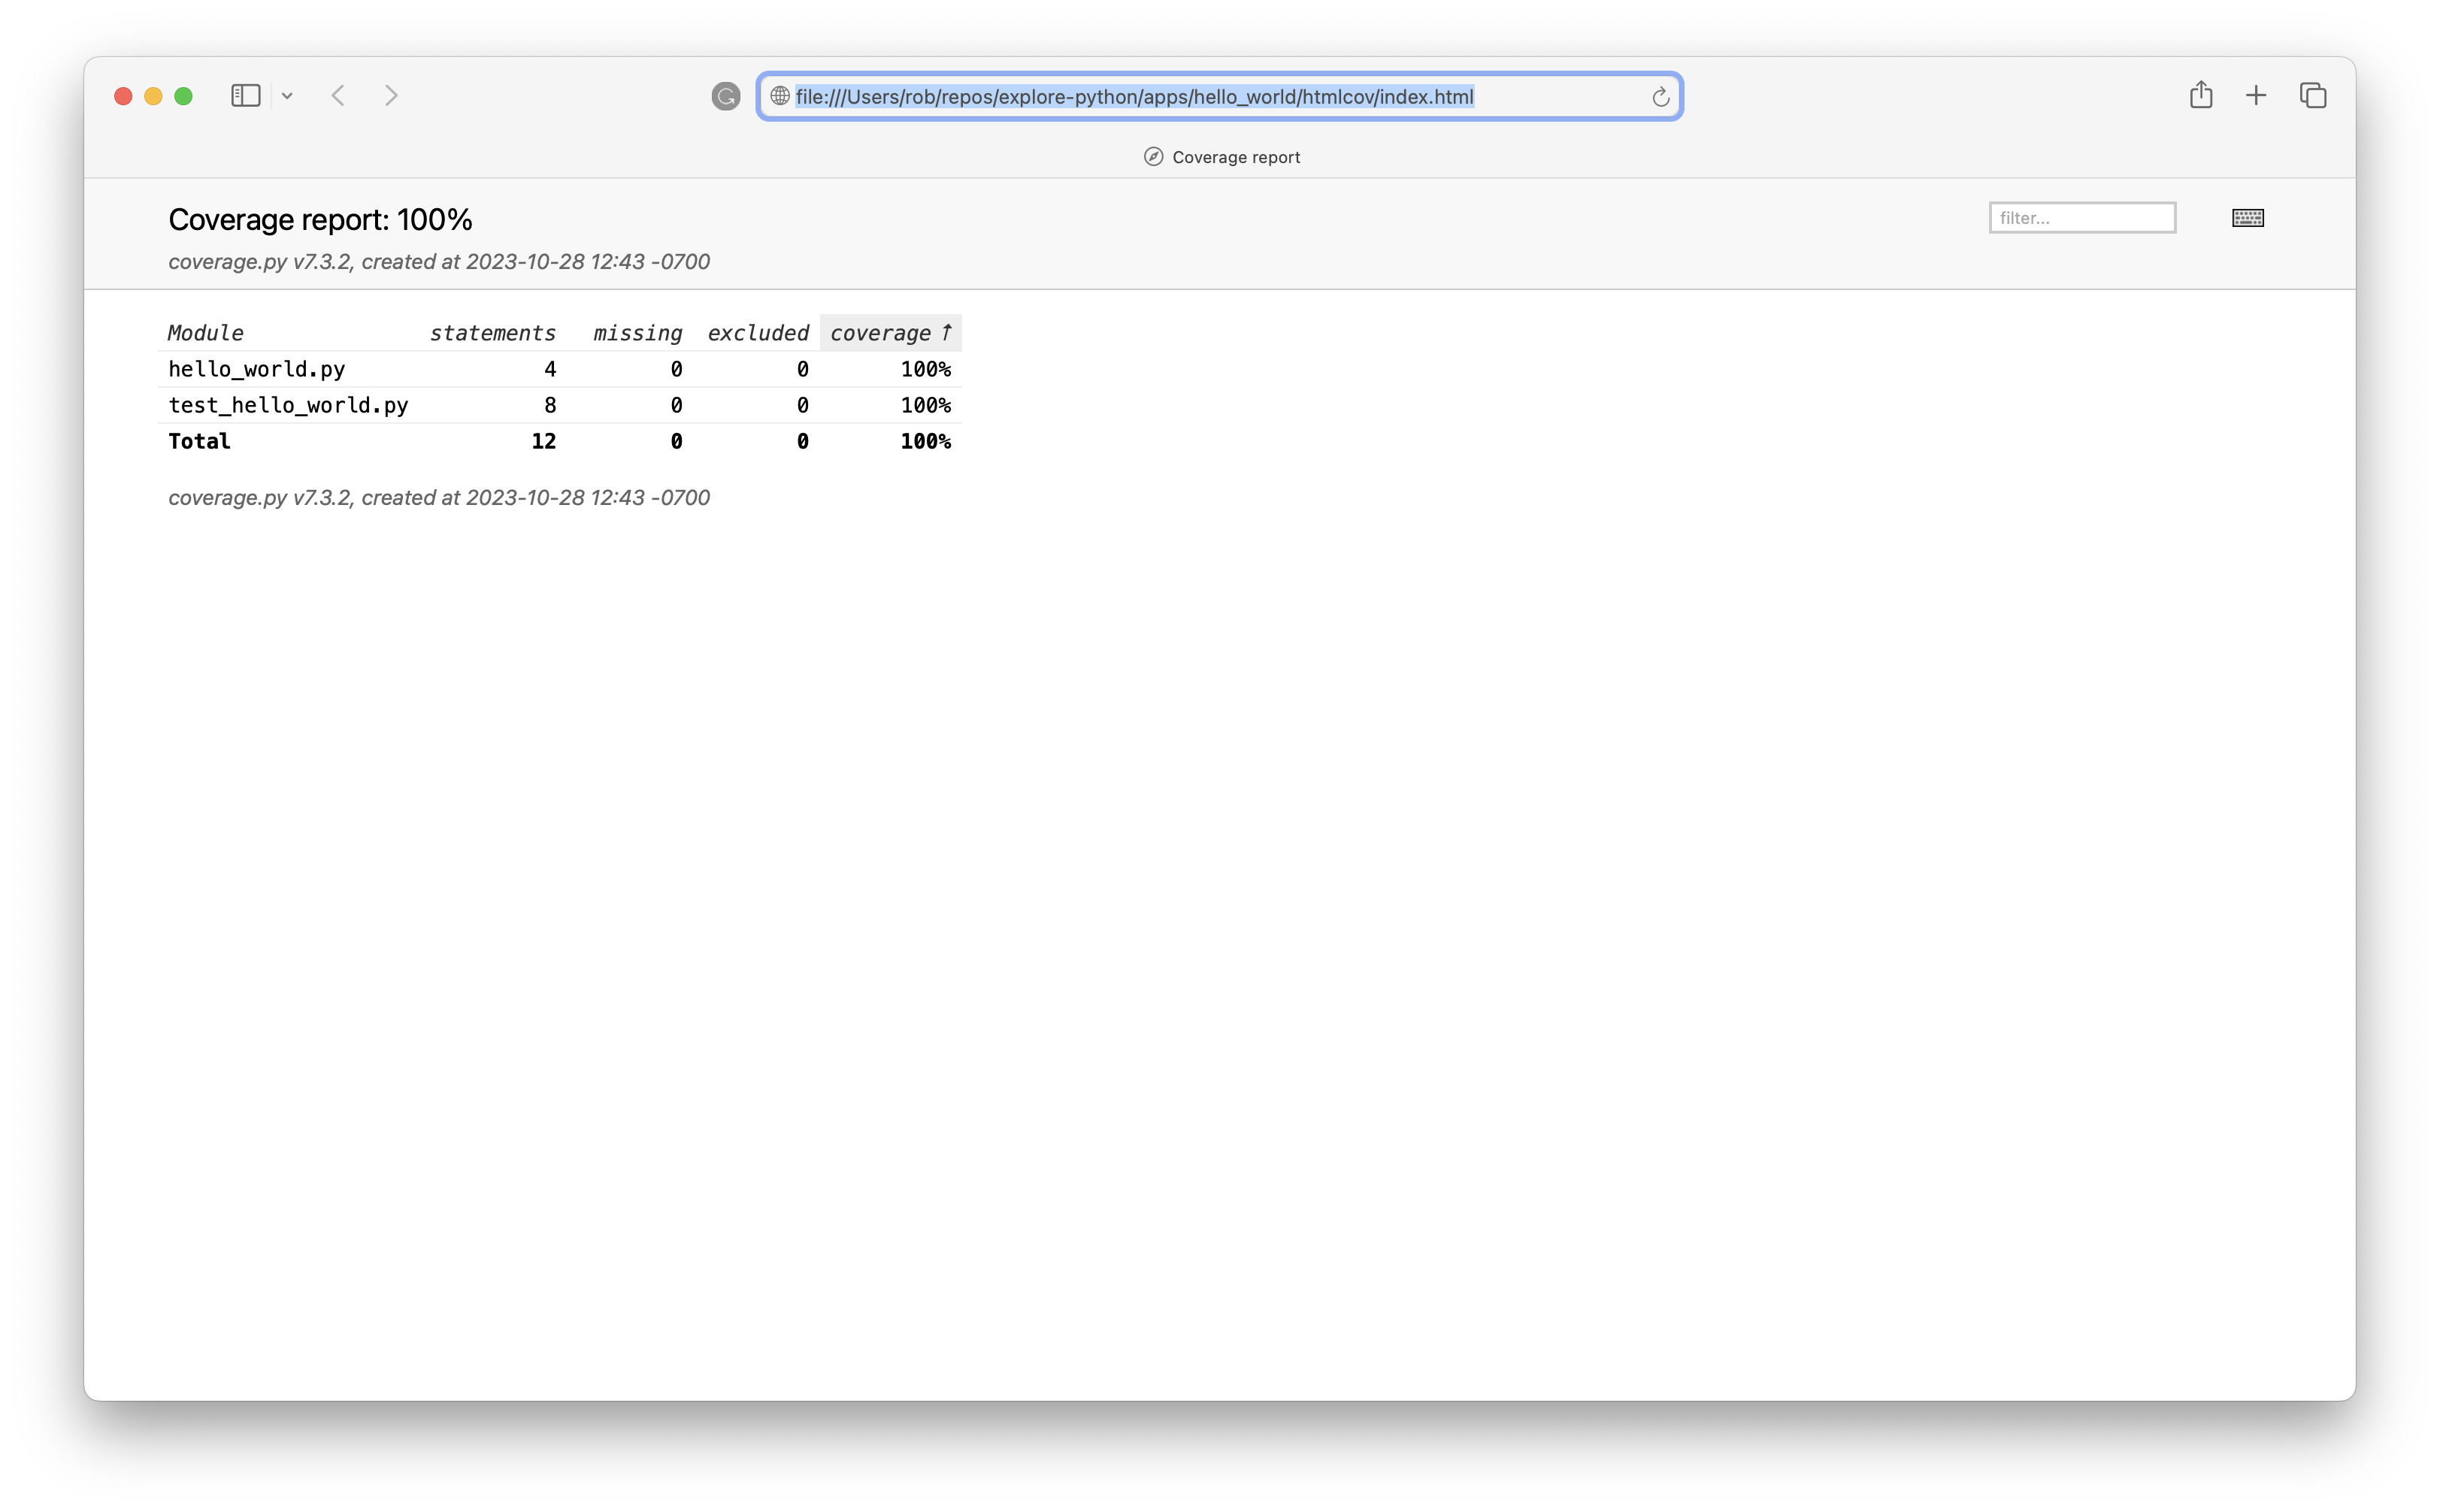 file:///Users/rob/repos/explore-python/apps/hello_world/htmlcov/index.html
Coverage report
Coverage report: 100%
filter...
coverage.py v7.3.2, created at 2023-10-28 12:43 -0700
Module statements missing excluded coverage ↑
hello_world.py 4 0 0 100%
test_hello_world.py 8 0 0 100%
Total 12 0 0 100%
coverage.py v7.3.2, created at 2023-10-28 12:43 -0700